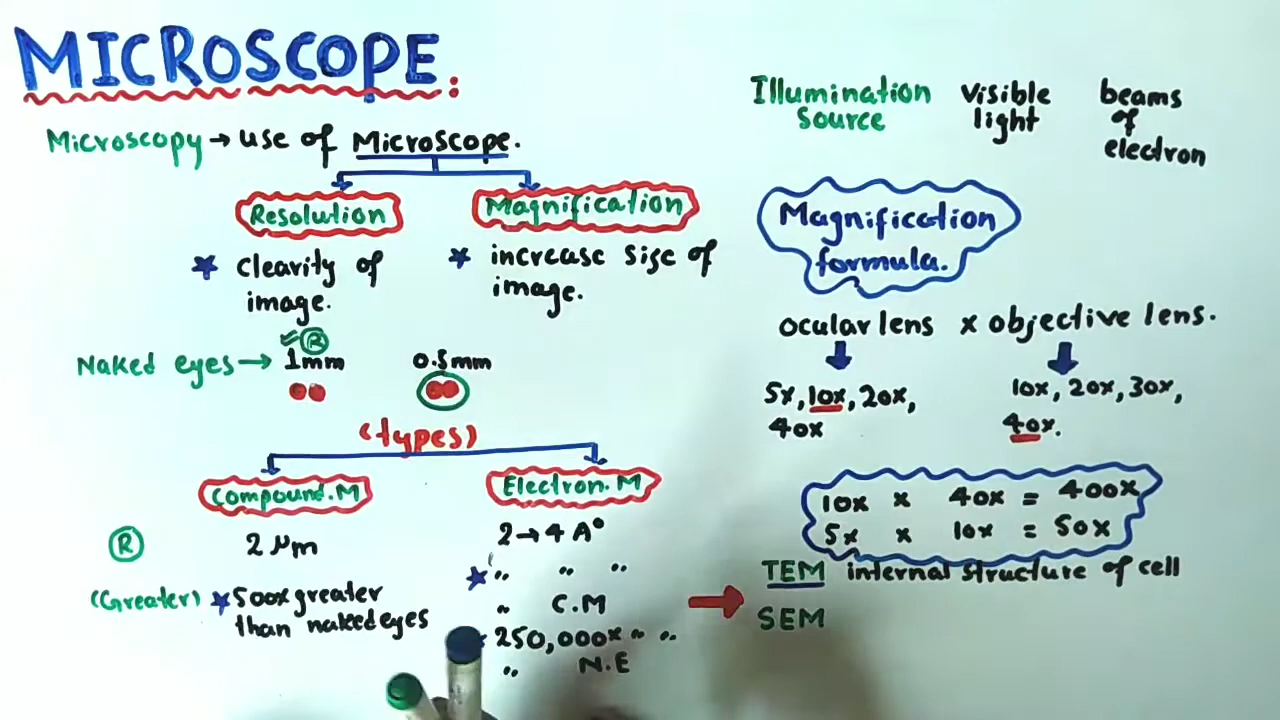 MICROSCOPE:
Microscopy → use of Microscope.
Resolution
Magnification
★ clearity of
image.
★ increase size of
image.
R
Naked eyes → 1mm
0.5mm
(types)
Compound.M
Electron.M
R
2 μm
2 → 4 A°
(Greater) ★ 500x greater
than naked eyes
★ " " "
" C.M
250,000x " "
" N.E
Illumination
Source
visible
light
beams
of
electron
Magnification
formula.
ocular lens x objective lens.
5x, 10x, 20x,
40x
10x, 20x, 30x,
40x.
10x x 40x = 400x
5x x 10x = 50x
TEM internal structure of cell
SEM